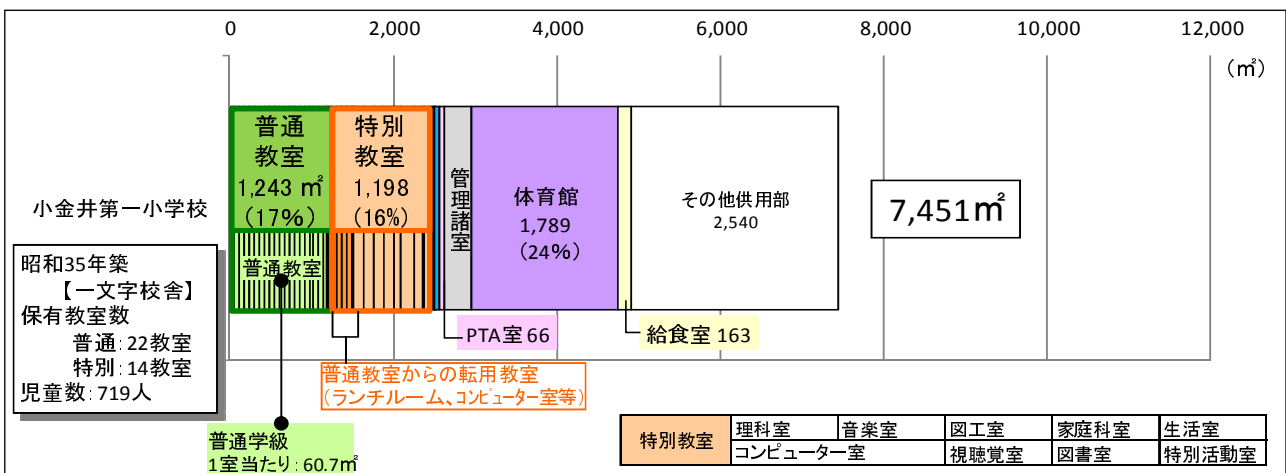 0 2,000 4,000 6,000 8,000 10,000 12,000
(㎡)
普通
教室
1,243 ㎡
(17%)
特別
教室
1,198
(16%)
管理諸室
体育館
1,789
(24%)
その他供用部
2,540
7,451㎡
小金井第一小学校
普通教室
昭和35年築
【一文字校舎】
保有教室数
普通:22教室
特別:14教室
児童数:719人
PTA室 66
給食室 163
普通教室からの転用教室
(ランチルーム、コンピューター室等)
普通学級
1室当たり:60.7㎡
特別教室
理科室 音楽室 図工室 家庭科室 生活室
コンピューター室 視聴覚室 図書室 特別活動室